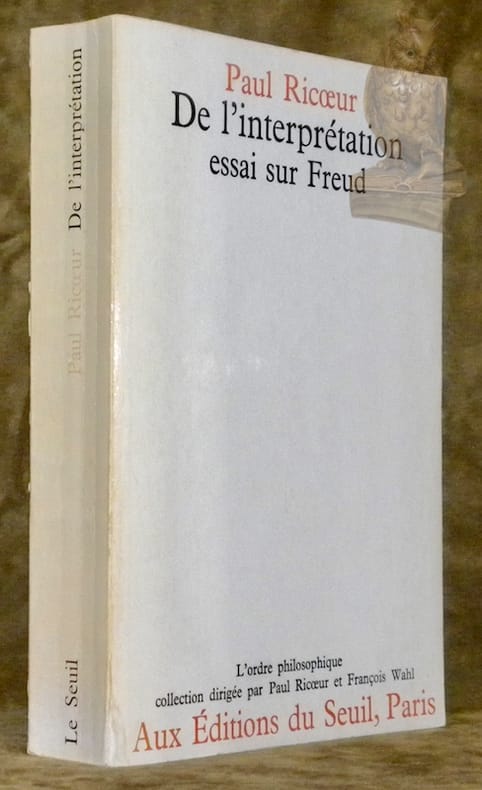 Paul Ricœur
De l'interprétation
essai sur Freud
L'ordre philosophique
collection dirigée par Paul Ricœur et François Wahl
Aux Éditions du Seuil, Paris
Paul Ricœur De l'interprétation
Le Seuil